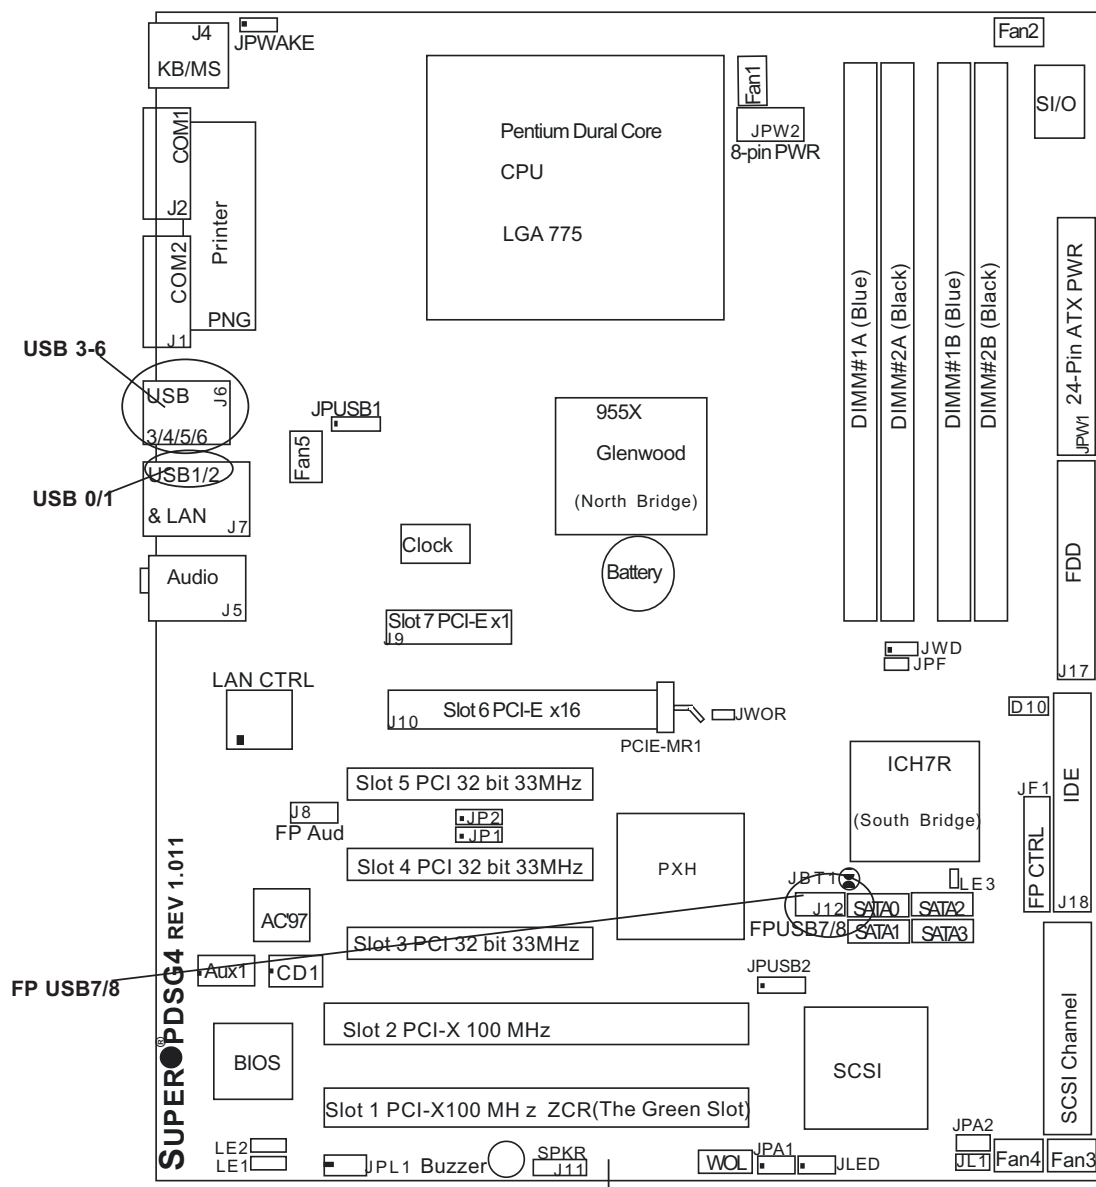 J4
KB/MS
JPWAKE
Fan2
Fan1
JPW2
8-pin PWR
SI/O
Pentium Dural Core
CPU
LGA 775
COM1
J2
Printer
PNG
COM2
J1
USB 3-6
USB
J6
3/4/5/6
JPUSB1
Fan5
USB1/2
USB 0/1
& LAN
J7
955X
Glenwood
(North Bridge)
Battery
Clock
Audio
J5
DIMM#1A (Blue)
DIMM#2A (Black)
DIMM#1B (Blue)
DIMM#2B (Black)
24-Pin ATX PWR
JPW1
FDD
J17
Slot 7 PCI-E x1
J9
JWD
JPF
LAN CTRL
Slot 6 PCI-E x16
J10
PCIE-MR1
JWOR
D10
ICH7R
(South Bridge)
IDE
J18
JF1
FP CTRL
Slot 5 PCI 32 bit 33MHz
J8
FP Aud
JP2
JP1
Slot 4 PCI 32 bit 33MHz
PXH
JBT1
LE3
J12
SATA0
SATA2
FPUSB7/8
SATA1
SATA3
AC'97
Slot 3 PCI 32 bit 33MHz
FP USB7/8
Aux1
CD1
JPUSB2
Slot 2 PCI-X 100 MHz
BIOS
SCSI
SCSI Channel
Slot 1 PCI-X100 MH z ZCR(The Green Slot)
SUPER®PDSG4 REV 1.011
LE2
LE1
JPL1
Buzzer
SPKR
J11
WOL
JPA1
JLED
JPA2
JL1
Fan4
Fan3